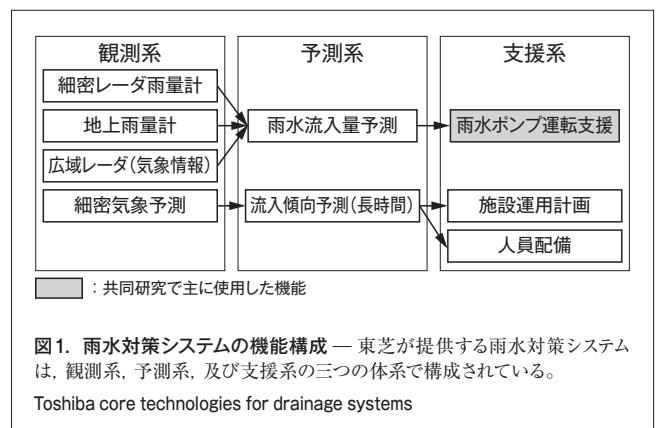 観測系
細密レーダ雨量計
地上雨量計
広域レーダ(気象情報)
細密気象予測
予測系
雨水流入量予測
流入傾向予測(長時間)
支援系
雨水ポンプ運転支援
施設運用計画
人員配備
：共同研究で主に使用した機能
図1．雨水対策システムの機能構成 — 東芝が提供する雨水対策システム
は，観測系，予測系，及び支援系の三つの体系で構成されている。
Toshiba core technologies for drainage systems